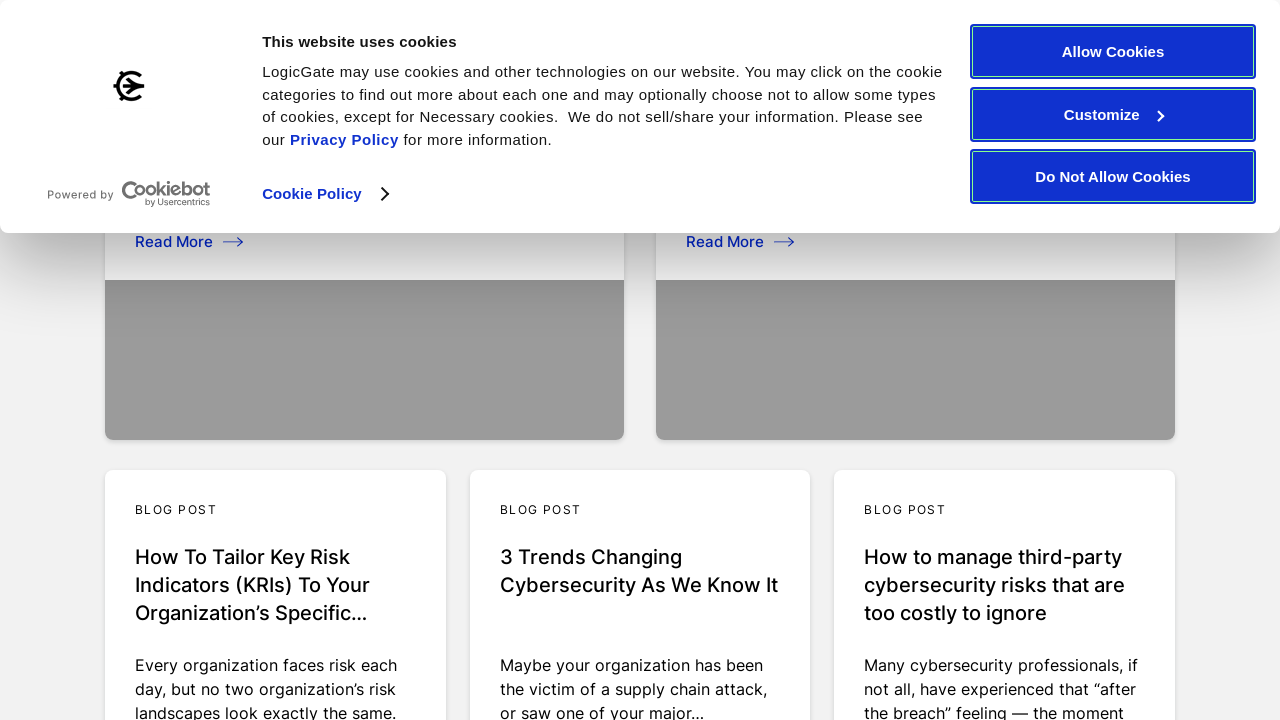 This website uses cookies
LogicGate may use cookies and other technologies on our website. You may click on the cookie
categories to find out more about each one and may optionally choose not to allow some types
of cookies, except for Necessary cookies.  We do not sell/share your information. Please see
our Privacy Policy for more information.
Powered by Cookiebot
by Usercentrics
Cookie Policy
Allow Cookies
Customize
Do Not Allow Cookies
Read More
Read More
BLOG POST
How To Tailor Key Risk
Indicators (KRIs) To Your
Organization’s Specific...
Every organization faces risk each
day, but no two organization’s risk
landscapes look exactly the same.
BLOG POST
3 Trends Changing
Cybersecurity As We Know It
Maybe your organization has been
the victim of a supply chain attack,
or saw one of your major...
BLOG POST
How to manage third-party
cybersecurity risks that are
too costly to ignore
Many cybersecurity professionals, if
not all, have experienced that “after
the breach” feeling — the moment